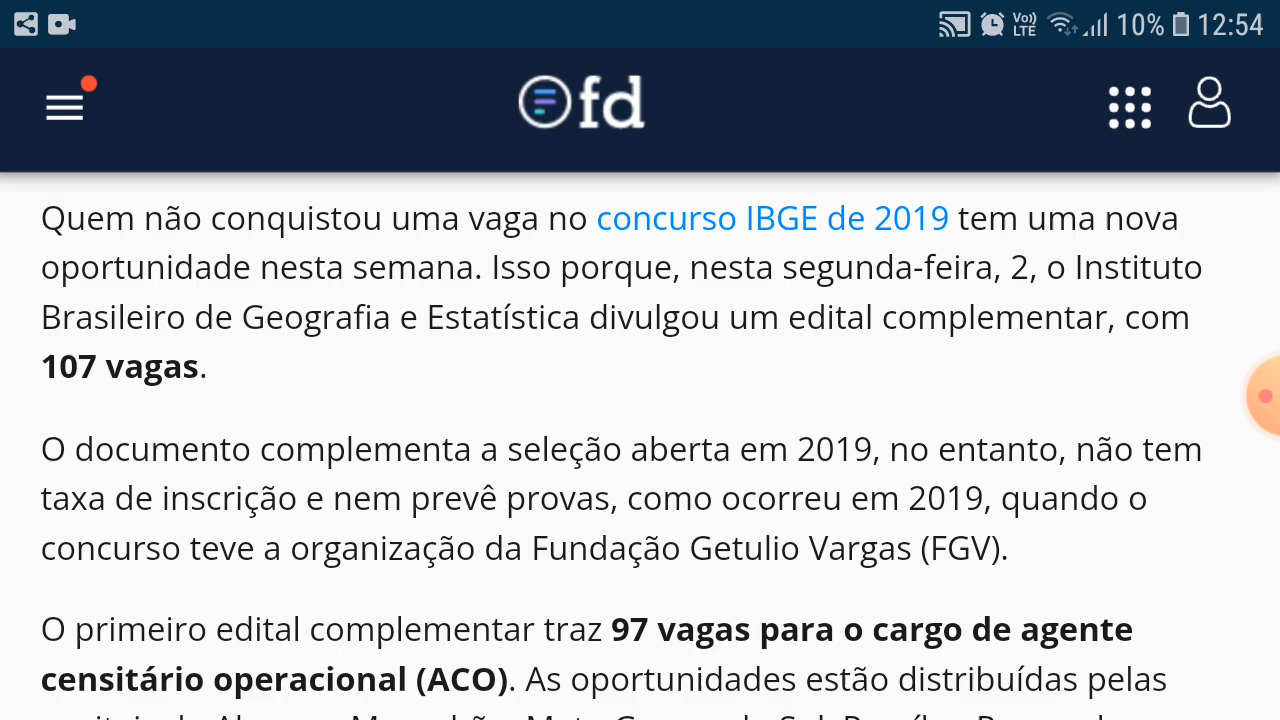 Vo)) LTE 10% 12:54
fd
Quem não conquistou uma vaga no concurso IBGE de 2019 tem uma nova
oportunidade nesta semana. Isso porque, nesta segunda-feira, 2, o Instituto
Brasileiro de Geografia e Estatística divulgou um edital complementar, com
107 vagas.
O documento complementa a seleção aberta em 2019, no entanto, não tem
taxa de inscrição e nem prevê provas, como ocorreu em 2019, quando o
concurso teve a organização da Fundação Getulio Vargas (FGV).
O primeiro edital complementar traz 97 vagas para o cargo de agente
censitário operacional (ACO). As oportunidades estão distribuídas pelas